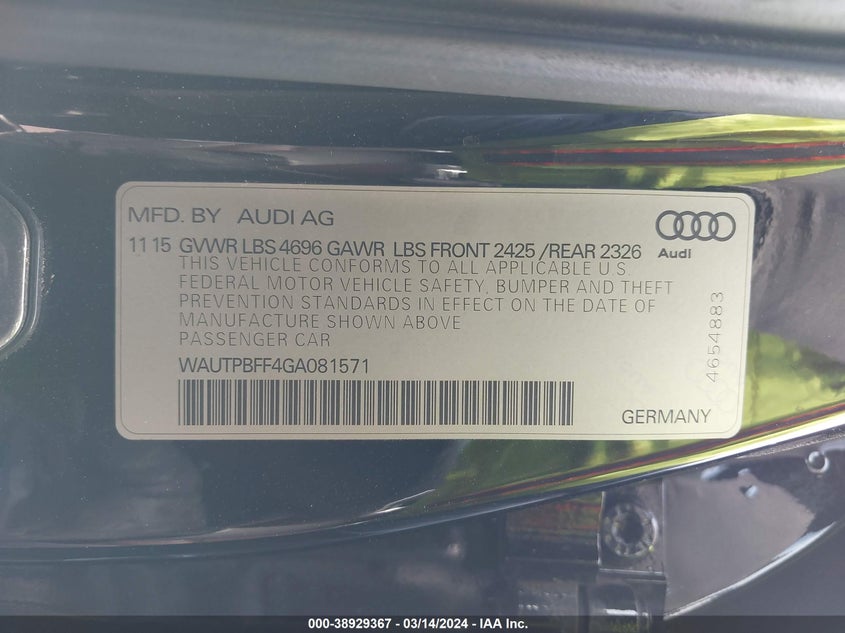 MFD. BY AUDI AG
11 15 GVWR LBS 4696 GAWR LBS FRONT 2425 /REAR 2326
THIS VEHICLE CONFORMS TO ALL APPLICABLE U.S.
FEDERAL MOTOR VEHICLE SAFETY, BUMPER AND THEFT
PREVENTION STANDARDS IN EFFECT ON THE DATE OF
MANUFACTURE SHOWN ABOVE
PASSENGER CAR
WAUTPBFF4GA081571
Audi
4654883
GERMANY
000-38929367 - 03/14/2024 - IAA Inc.